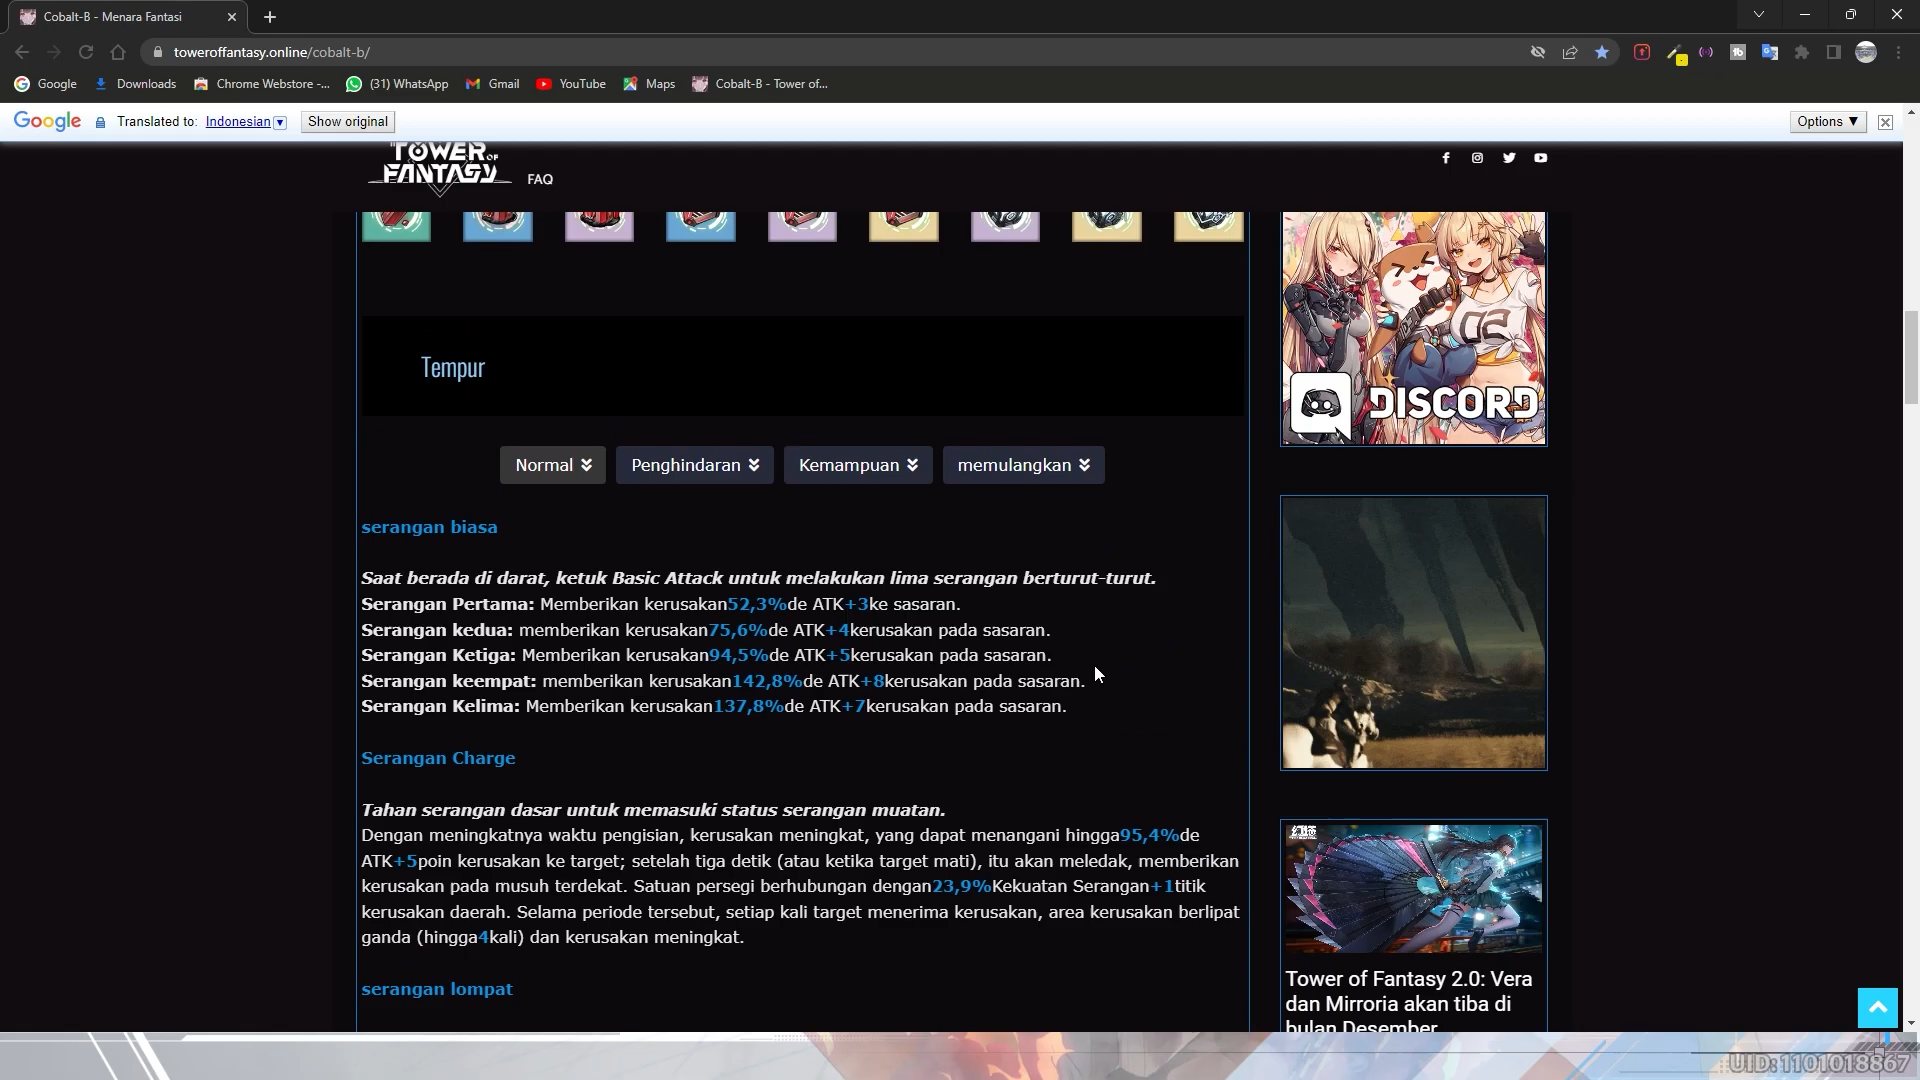 Cobalt-B - Menara Fantasi
toweroffantasy.online/cobalt-b/
Google
Downloads
Chrome Webstore -...
(31) WhatsApp
Gmail
YouTube
Maps
Cobalt-B - Tower of...
Google
Translated to:
Indonesian
Show original
Options ▼
TOWER OF
FANTASY
FAQ
Tempur
Normal
Penghindaran
Kemampuan
memulangkan
serangan biasa
Saat berada di darat, ketuk Basic Attack untuk melakukan lima serangan berturut-turut.
Serangan Pertama: Memberikan kerusakan52,3%de ATK+3ke sasaran.
Serangan kedua: memberikan kerusakan75,6%de ATK+4kerusakan pada sasaran.
Serangan Ketiga: Memberikan kerusakan94,5%de ATK+5kerusakan pada sasaran.
Serangan keempat: memberikan kerusakan142,8%de ATK+8kerusakan pada sasaran.
Serangan Kelima: Memberikan kerusakan137,8%de ATK+7kerusakan pada sasaran.
Serangan Charge
Tahan serangan dasar untuk memasuki status serangan muatan.
Dengan meningkatnya waktu pengisian, kerusakan meningkat, yang dapat menangani hingga95,4%de
ATK+5poin kerusakan ke target; setelah tiga detik (atau ketika target mati), itu akan meledak, memberikan
kerusakan pada musuh terdekat. Satuan persegi berhubungan dengan23,9%Kekuatan Serangan+1titik
kerusakan daerah. Selama periode tersebut, setiap kali target menerima kerusakan, area kerusakan berlipat
ganda (hingga4kali) dan kerusakan meningkat.
serangan lompat
02
DISCORD
幻塔
Tower of Fantasy 2.0: Vera
dan Mirroria akan tiba di
bulan Desember
UID:1101018867